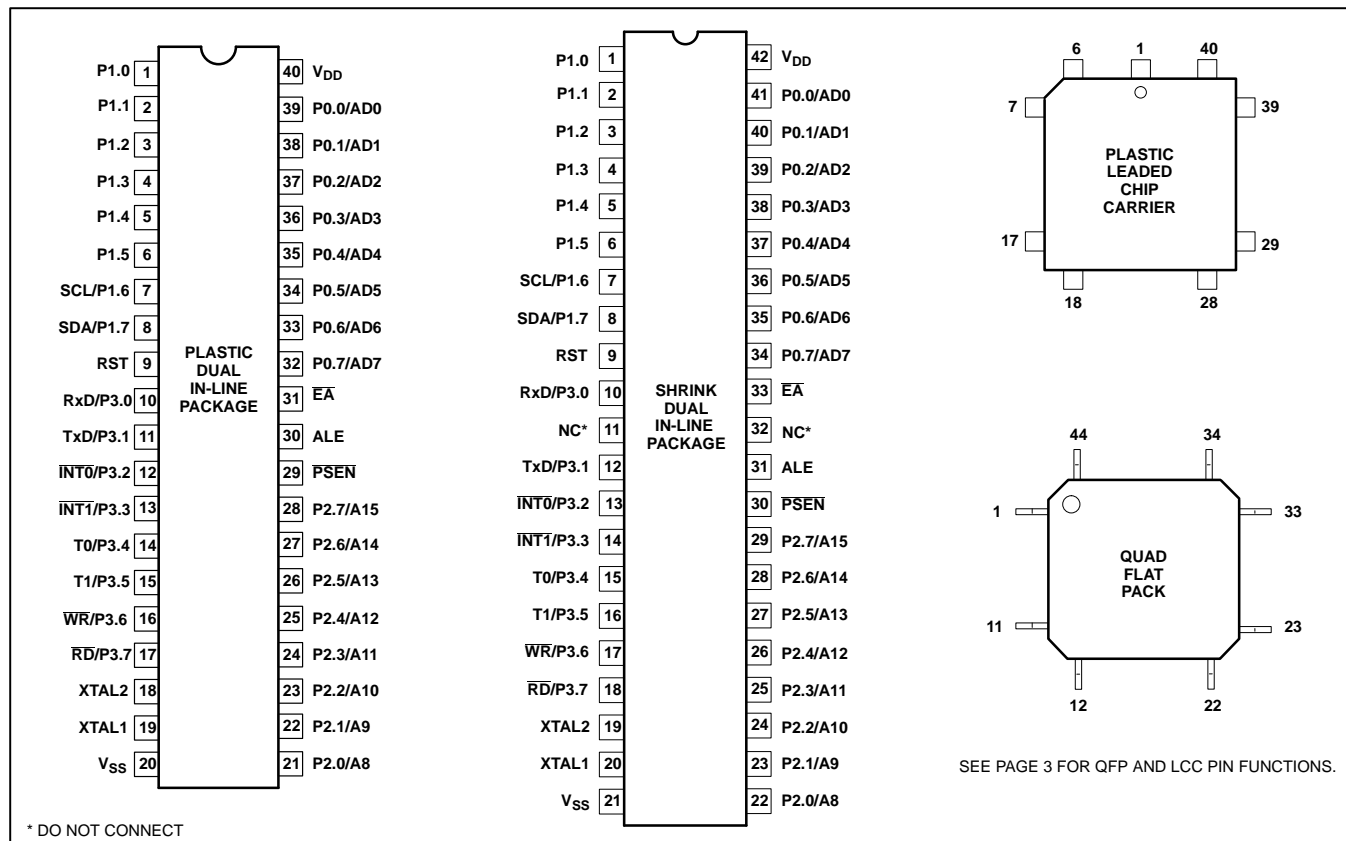 P1.0 1
P1.1 2
P1.2 3
P1.3 4
P1.4 5
P1.5 6
SCL/P1.6 7
SDA/P1.7 8
RST 9
RxD/P3.0 10
TxD/P3.1 11
I̅N̅T̅0̅/P3.2 12
I̅N̅T̅1̅/P3.3 13
T0/P3.4 14
T1/P3.5 15
W̅R̅/P3.6 16
R̅D̅/P3.7 17
XTAL2 18
XTAL1 19
VSS 20
PLASTIC
DUAL
IN-LINE
PACKAGE
40 VDD
39 P0.0/AD0
38 P0.1/AD1
37 P0.2/AD2
36 P0.3/AD3
35 P0.4/AD4
34 P0.5/AD5
33 P0.6/AD6
32 P0.7/AD7
31 E̅A̅
30 ALE
29 P̅S̅E̅N̅
28 P2.7/A15
27 P2.6/A14
26 P2.5/A13
25 P2.4/A12
24 P2.3/A11
23 P2.2/A10
22 P2.1/A9
21 P2.0/A8
P1.0 1
P1.1 2
P1.2 3
P1.3 4
P1.4 5
P1.5 6
SCL/P1.6 7
SDA/P1.7 8
RST 9
RxD/P3.0 10
NC* 11
TxD/P3.1 12
I̅N̅T̅0̅/P3.2 13
I̅N̅T̅1̅/P3.3 14
T0/P3.4 15
T1/P3.5 16
W̅R̅/P3.6 17
R̅D̅/P3.7 18
XTAL2 19
XTAL1 20
VSS 21
SHRINK
DUAL
IN-LINE
PACKAGE
42 VDD
41 P0.0/AD0
40 P0.1/AD1
39 P0.2/AD2
38 P0.3/AD3
37 P0.4/AD4
36 P0.5/AD5
35 P0.6/AD6
34 P0.7/AD7
33 E̅A̅
32 NC*
31 ALE
30 P̅S̅E̅N̅
29 P2.7/A15
28 P2.6/A14
27 P2.5/A13
26 P2.4/A12
25 P2.3/A11
24 P2.2/A10
23 P2.1/A9
22 P2.0/A8
6 1 40
7 39
PLASTIC
LEADED
CHIP
CARRIER
17 29
18 28
44 34
1 33
QUAD
FLAT
PACK
11 23
12 22
SEE PAGE 3 FOR QFP AND LCC PIN FUNCTIONS.
* DO NOT CONNECT